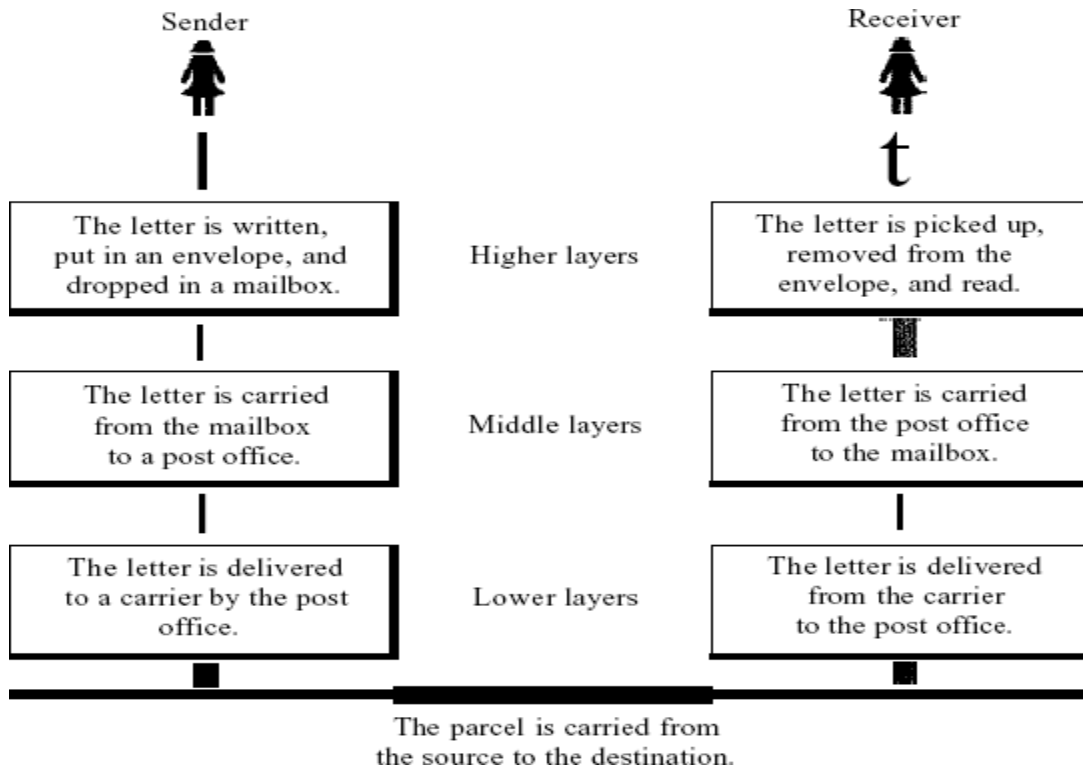 Sender
Receiver
t
The letter is written,
put in an envelope, and
dropped in a mailbox.
Higher layers
The letter is picked up,
removed from the
envelope, and read.
The letter is carried
from the mailbox
to a post office.
Middle layers
The letter is carried
from the post office
to the mailbox.
The letter is delivered
to a carrier by the post
office.
Lower layers
The letter is delivered
from the carrier
to the post office.
The parcel is carried from
the source to the destination.